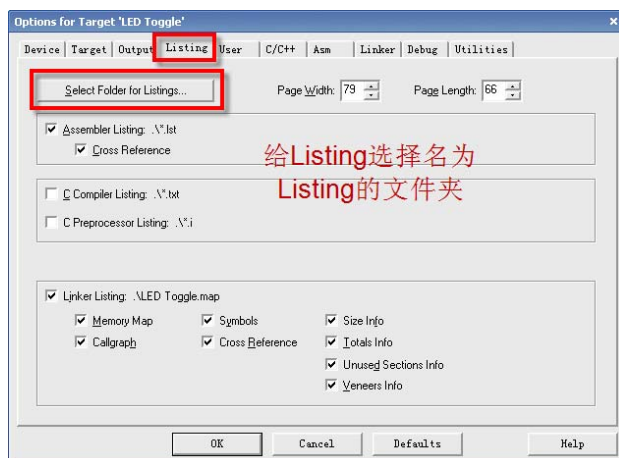 Options for Target 'LED Toggle'
Device Target Output Listing User C/C++ Asm Linker Debug Utilities
Select Folder for Listings... Page Width: 79 Page Length: 66
Assembler Listing: .\*.lst
Cross Reference
给Listing选择名为
Listing的文件夹
C Compiler Listing: .\*.txt
C Preprocessor Listing: .\*.i
Linker Listing: .\LED Toggle.map
Memory Map Symbols Size Info
Callgraph Cross Reference Totals Info
Unused Sections Info
Veneers Info
OK Cancel Defaults Help